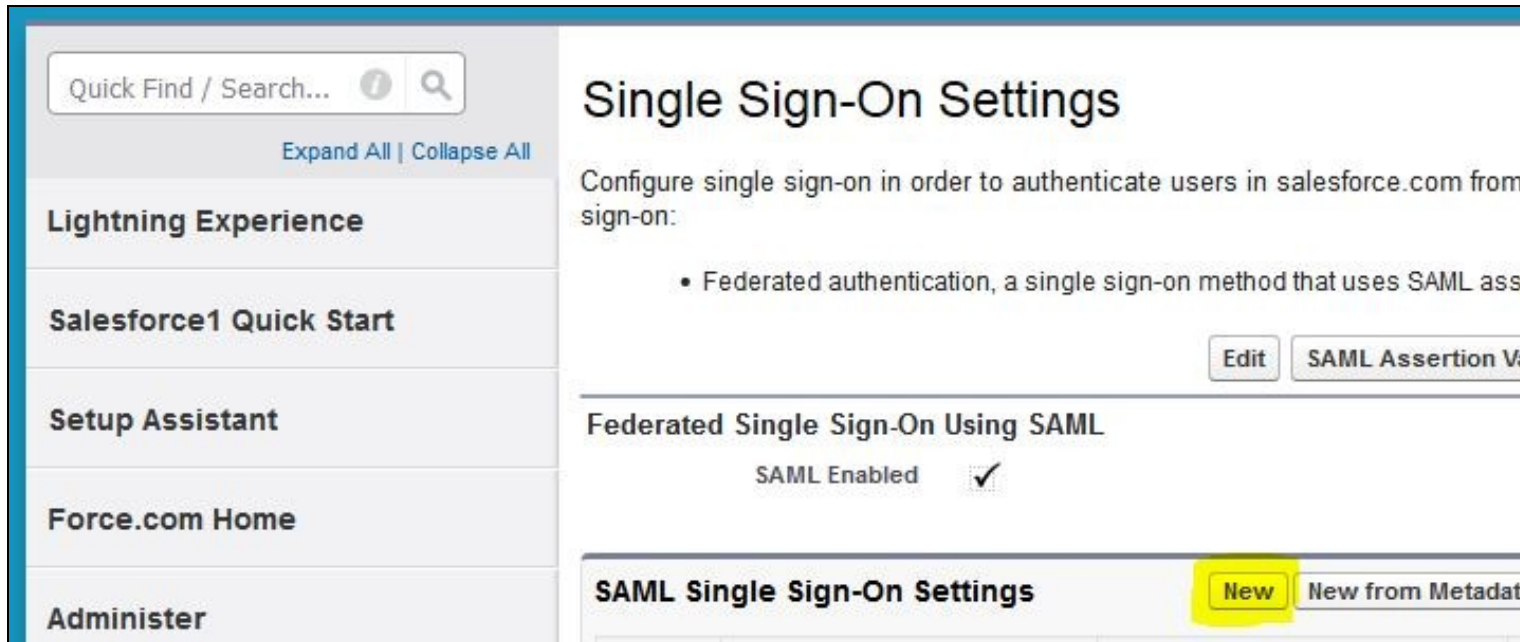 Quick Find / Search...
Expand All | Collapse All
Lightning Experience
Salesforce1 Quick Start
Setup Assistant
Force.com Home
Administer
Single Sign-On Settings
Configure single sign-on in order to authenticate users in salesforce.com from
sign-on:
• Federated authentication, a single sign-on method that uses SAML ass
Edit
SAML Assertion Va
Federated Single Sign-On Using SAML
SAML Enabled
SAML Single Sign-On Settings
New
New from Metadat